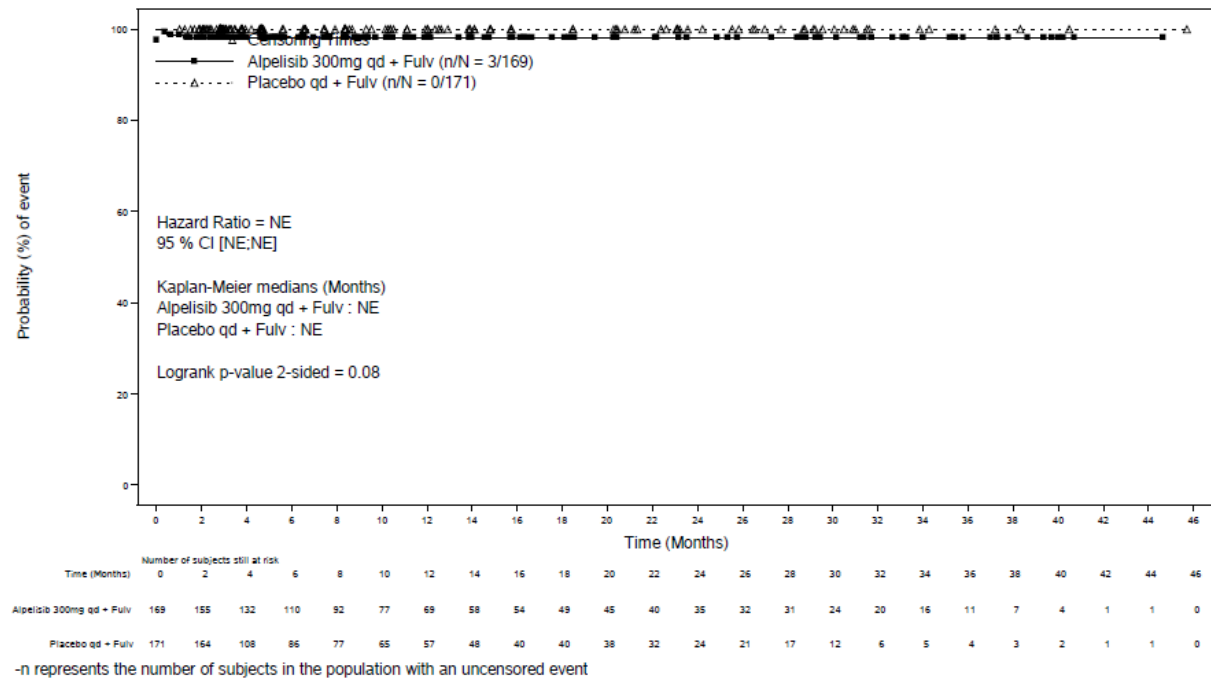 100
80
60
40
20
0
Probability (%) of event
Censoring Times
Alpelisib 300mg qd + Fulv (n/N = 3/169)
Placebo qd + Fulv (n/N = 0/171)
Hazard Ratio = NE
95 % CI [NE;NE]
Kaplan-Meier medians (Months)
Alpelisib 300mg qd + Fulv : NE
Placebo qd + Fulv : NE
Logrank p-value 2-sided = 0.08
0 2 4 6 8 10 12 14 16 18 20 22 24 26 28 30 32 34 36 38 40 42 44 46
Time (Months)
Number of subjects still at risk
Time (Months) 0 2 4 6 8 10 12 14 16 18 20 22 24 26 28 30 32 34 36 38 40 42 44 46
Alpelisib 300mg qd + Fulv 169 155 132 110 92 77 69 58 54 49 45 40 35 32 31 24 20 16 11 7 4 1 1 0
Placebo qd + Fulv 171 164 108 86 77 65 57 48 40 40 38 32 24 21 17 12 6 5 4 3 2 1 1 0
-n represents the number of subjects in the population with an uncensored event